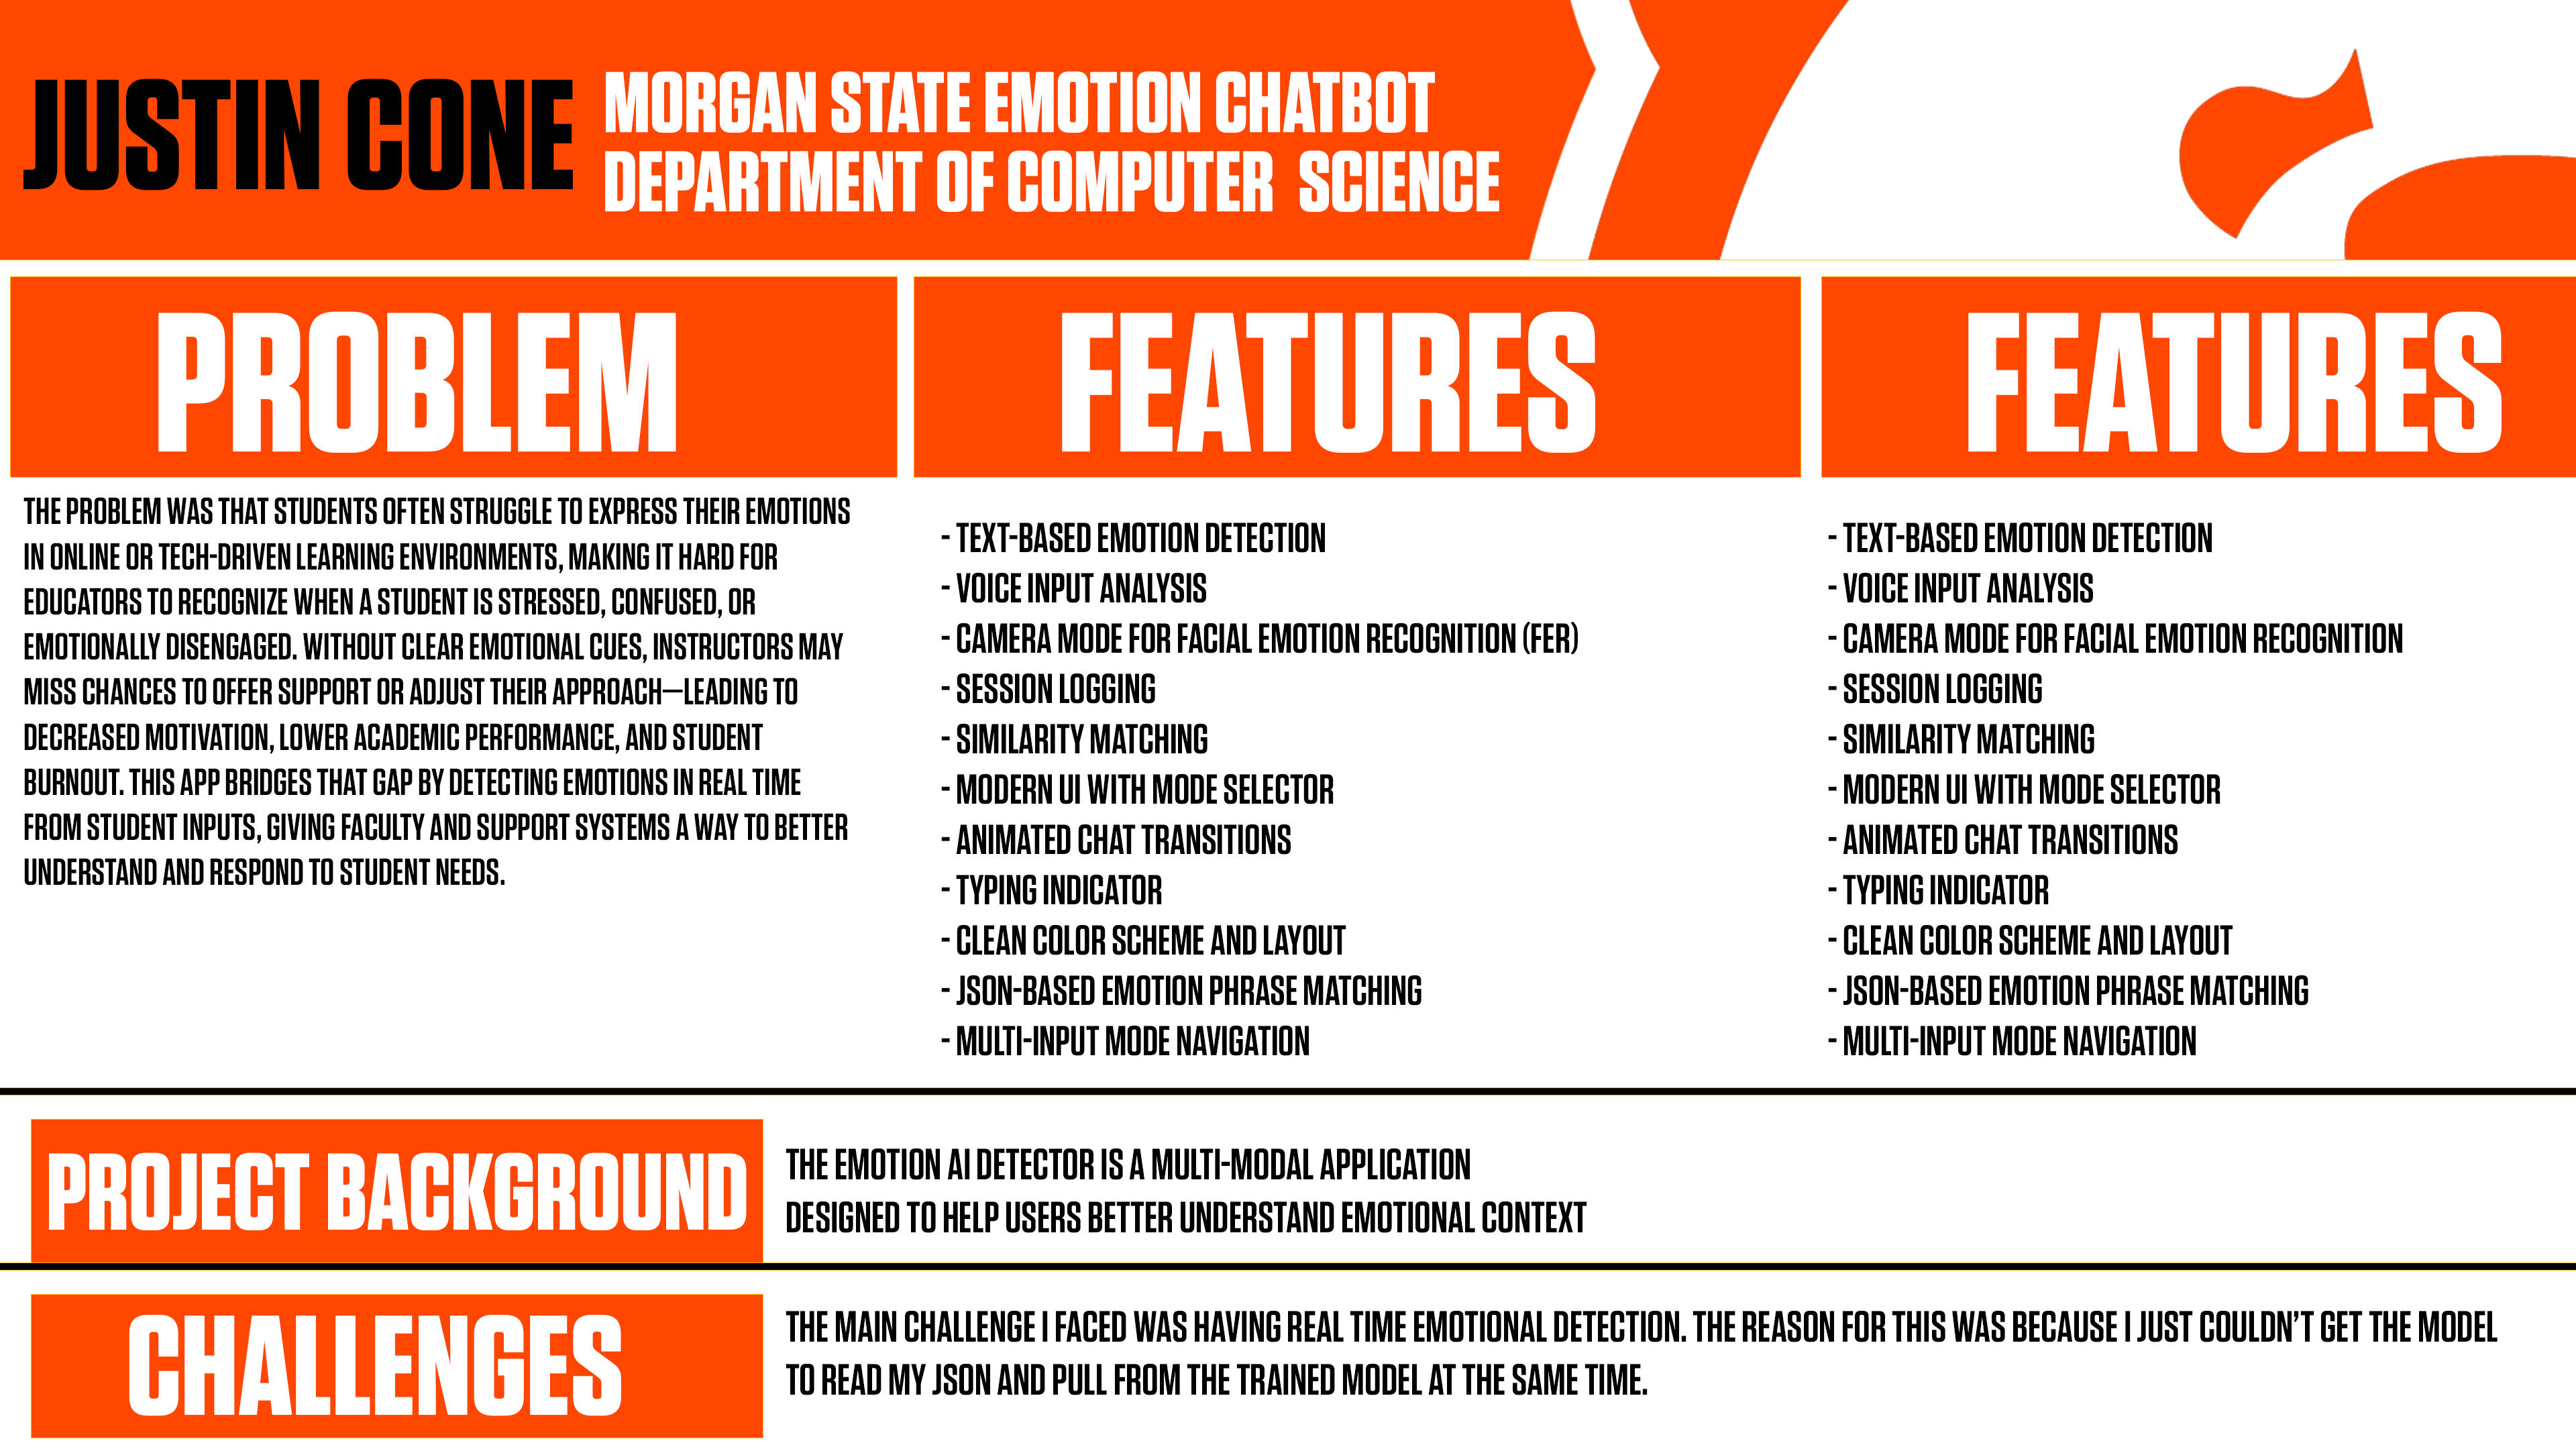 JUSTIN CONE
MORGAN STATE EMOTION CHATBOT
DEPARTMENT OF COMPUTER SCIENCE
PROBLEM
THE PROBLEM WAS THAT STUDENTS OFTEN STRUGGLE TO EXPRESS THEIR EMOTIONS
IN ONLINE OR TECH-DRIVEN LEARNING ENVIRONMENTS, MAKING IT HARD FOR
EDUCATORS TO RECOGNIZE WHEN A STUDENT IS STRESSED, CONFUSED, OR
EMOTIONALLY DISENGAGED. WITHOUT CLEAR EMOTIONAL CUES, INSTRUCTORS MAY
MISS CHANCES TO OFFER SUPPORT OR ADJUST THEIR APPROACH—LEADING TO
DECREASED MOTIVATION, LOWER ACADEMIC PERFORMANCE, AND STUDENT
BURNOUT. THIS APP BRIDGES THAT GAP BY DETECTING EMOTIONS IN REAL TIME
FROM STUDENT INPUTS, GIVING FACULTY AND SUPPORT SYSTEMS A WAY TO BETTER
UNDERSTAND AND RESPOND TO STUDENT NEEDS.
FEATURES
- TEXT-BASED EMOTION DETECTION
- VOICE INPUT ANALYSIS
- CAMERA MODE FOR FACIAL EMOTION RECOGNITION (FER)
- SESSION LOGGING
- SIMILARITY MATCHING
- MODERN UI WITH MODE SELECTOR
- ANIMATED CHAT TRANSITIONS
- TYPING INDICATOR
- CLEAN COLOR SCHEME AND LAYOUT
- JSON-BASED EMOTION PHRASE MATCHING
- MULTI-INPUT MODE NAVIGATION
FEATURES
- TEXT-BASED EMOTION DETECTION
- VOICE INPUT ANALYSIS
- CAMERA MODE FOR FACIAL EMOTION RECOGNITION
- SESSION LOGGING
- SIMILARITY MATCHING
- MODERN UI WITH MODE SELECTOR
- ANIMATED CHAT TRANSITIONS
- TYPING INDICATOR
- CLEAN COLOR SCHEME AND LAYOUT
- JSON-BASED EMOTION PHRASE MATCHING
- MULTI-INPUT MODE NAVIGATION
PROJECT BACKGROUND
THE EMOTION AI DETECTOR IS A MULTI-MODAL APPLICATION
DESIGNED TO HELP USERS BETTER UNDERSTAND EMOTIONAL CONTEXT
CHALLENGES
THE MAIN CHALLENGE I FACED WAS HAVING REAL TIME EMOTIONAL DETECTION. THE REASON FOR THIS WAS BECAUSE I JUST COULDN'T GET THE MODEL
TO READ MY JSON AND PULL FROM THE TRAINED MODEL AT THE SAME TIME.